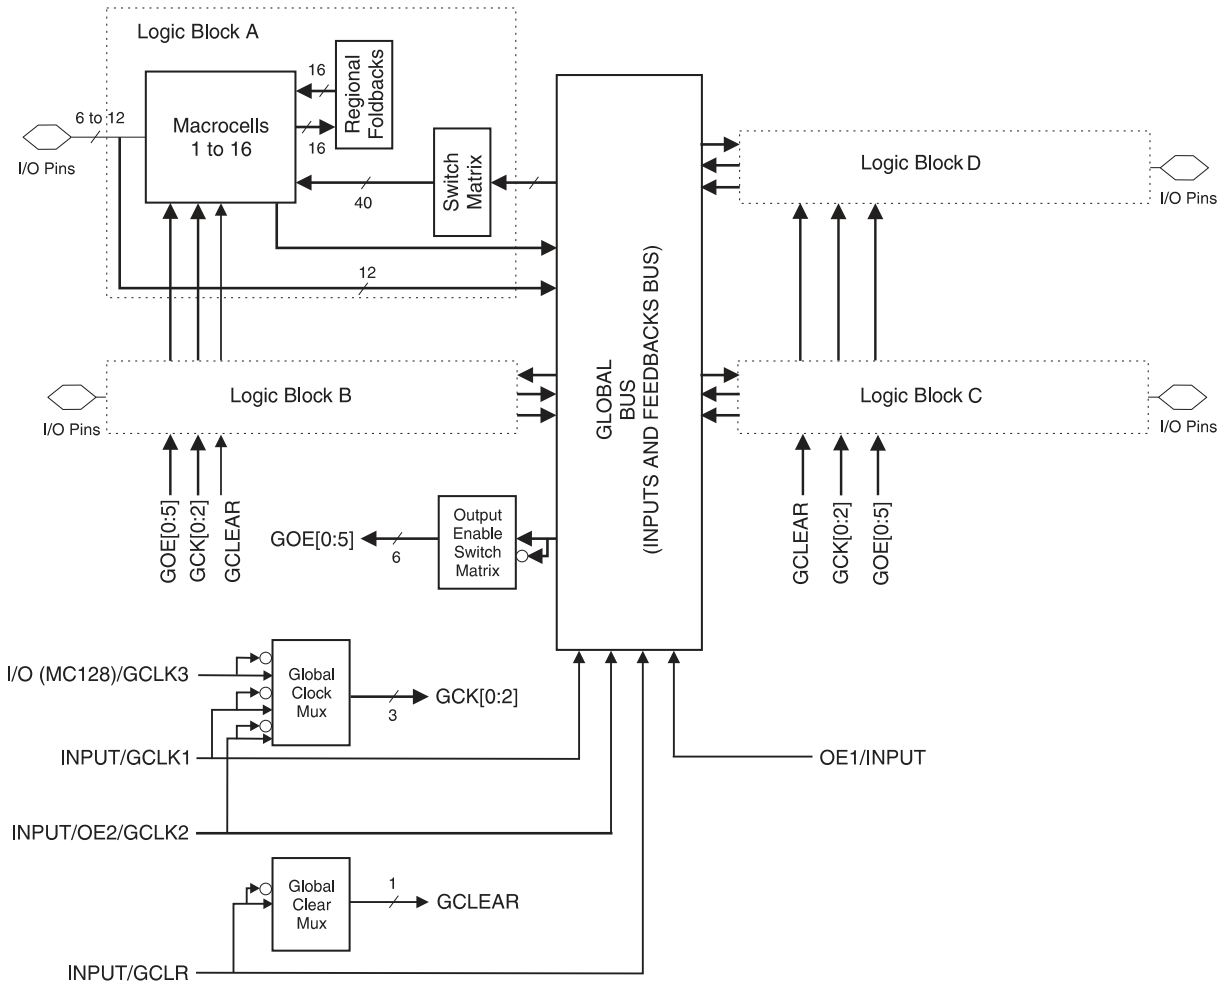 Logic Block A
16
Regional
Foldbacks
6 to 12
I/O Pins
Macrocells
1 to 16
16
40
Switch
Matrix
12
Logic Block D
I/O Pins
GLOBAL
BUS
(INPUTS AND FEEDBACKS BUS)
Logic Block B
I/O Pins
Logic Block C
I/O Pins
GOE[0:5]
GCK[0:2]
GCLEAR
GOE[0:5]
6
Output
Enable
Switch
Matrix
GCLEAR
GCK[0:2]
GOE[0:5]
I/O (MC128)/GCLK3
Global
Clock
Mux
3
GCK[0:2]
INPUT/GCLK1
OE1/INPUT
INPUT/OE2/GCLK2
Global
Clear
Mux
1
GCLEAR
INPUT/GCLR